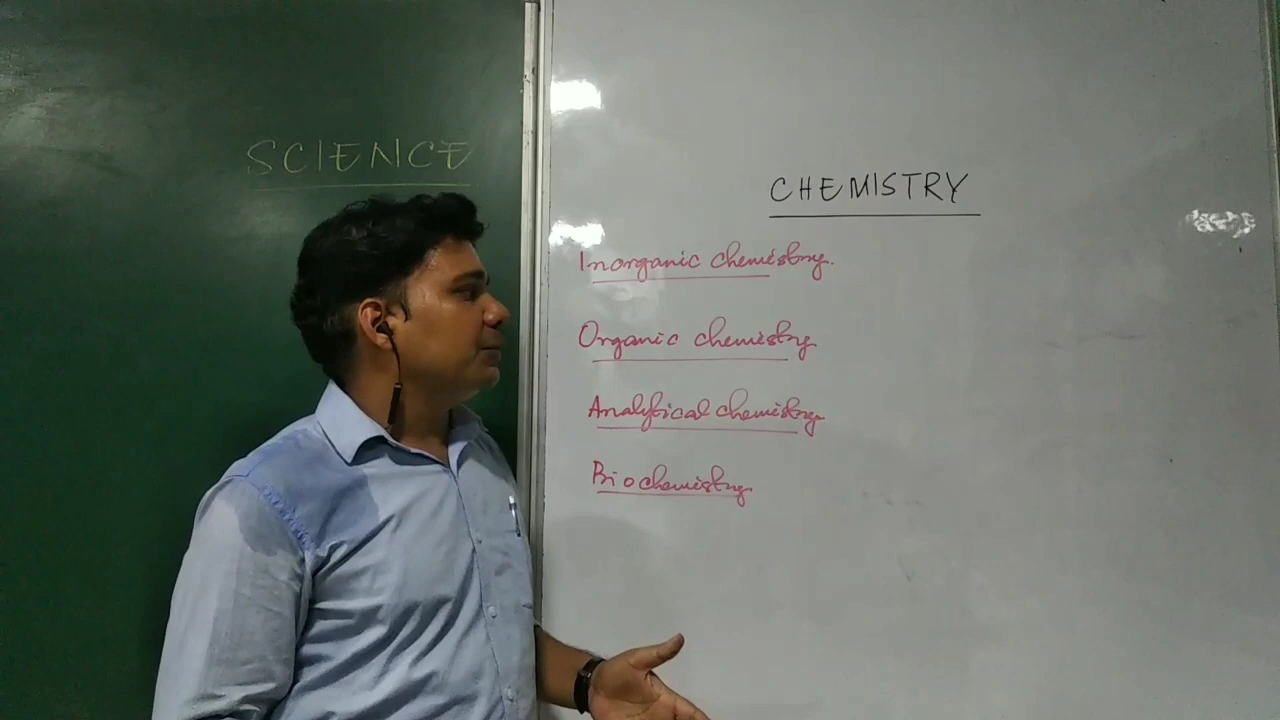 SCIENCE
CHEMISTRY
Inorganic chemistry.
Organic chemistry
Analytical chemistry
Biochemistry